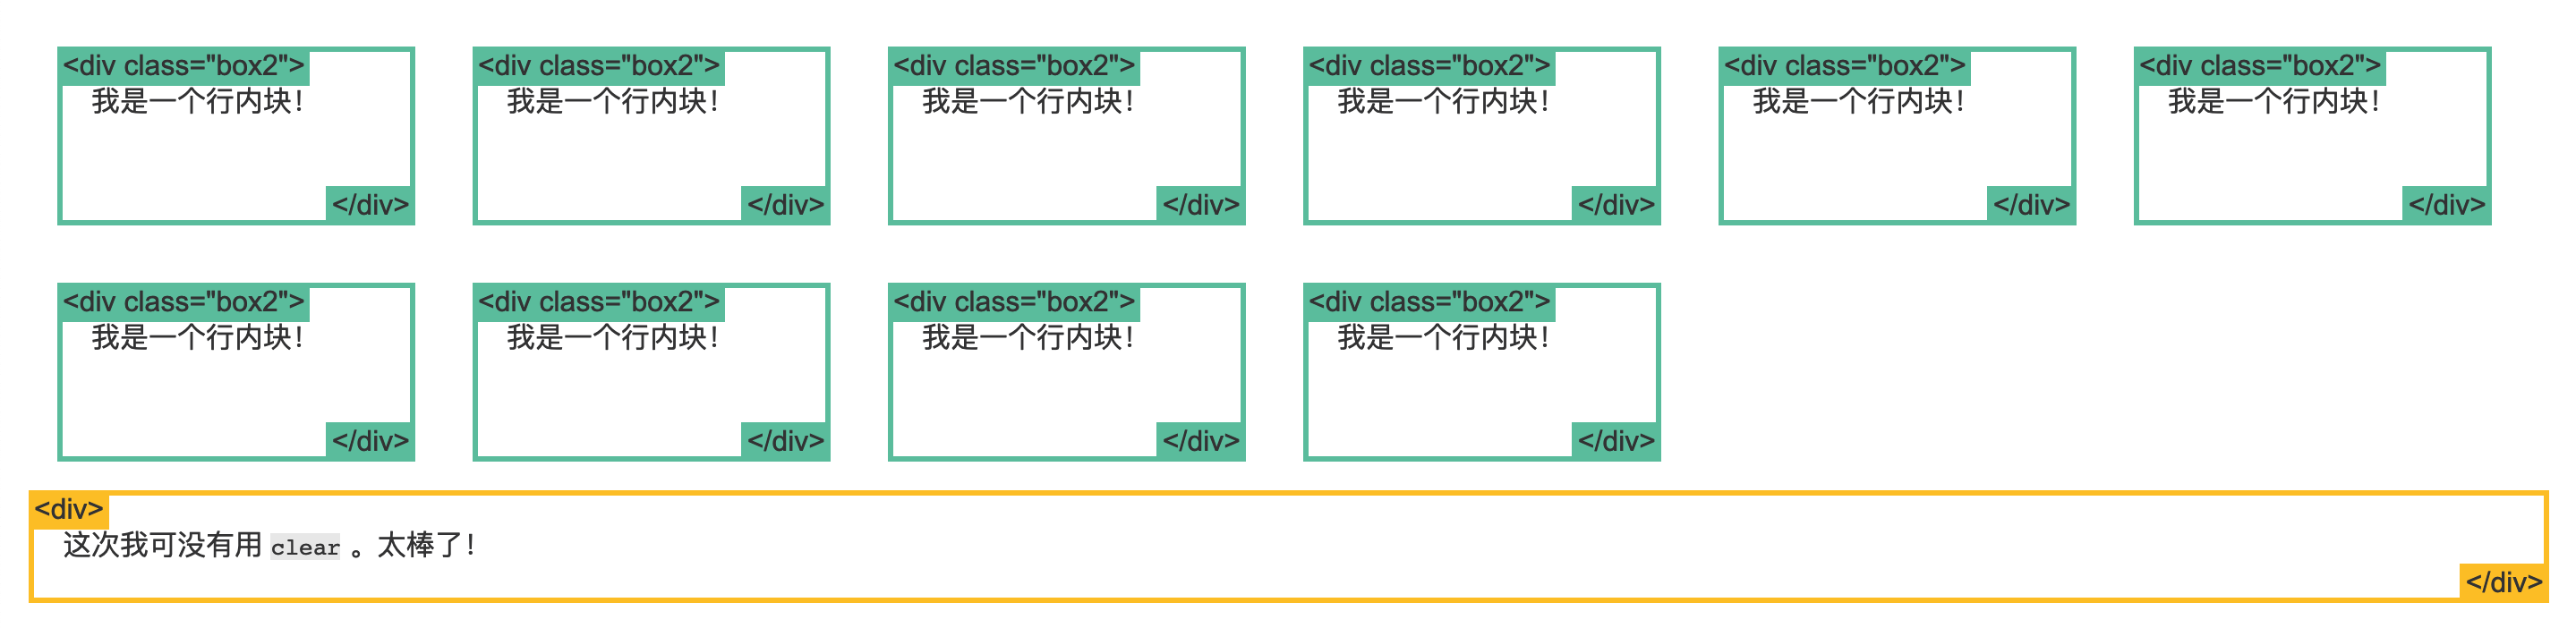 <div class="box2"> <div class="box2"> <div class="box2"> <div class="box2"> <div class="box2"> <div class="box2">
我是一个行内块！ 我是一个行内块！ 我是一个行内块！ 我是一个行内块！ 我是一个行内块！ 我是一个行内块！
</div> </div> </div> </div> </div> </div>
<div class="box2"> <div class="box2"> <div class="box2"> <div class="box2">
我是一个行内块！ 我是一个行内块！ 我是一个行内块！ 我是一个行内块！
</div> </div> </div> </div>
<div>
这次我可没有用 clear 。太棒了！
</div>